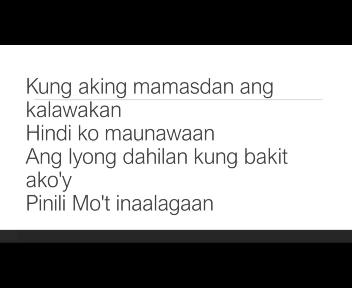 Kung aking mamasdan ang
kalawakan
Hindi ko maunawaan
Ang Iyong dahilan kung bakit
ako'y
Pinili Mo't inaalagaan